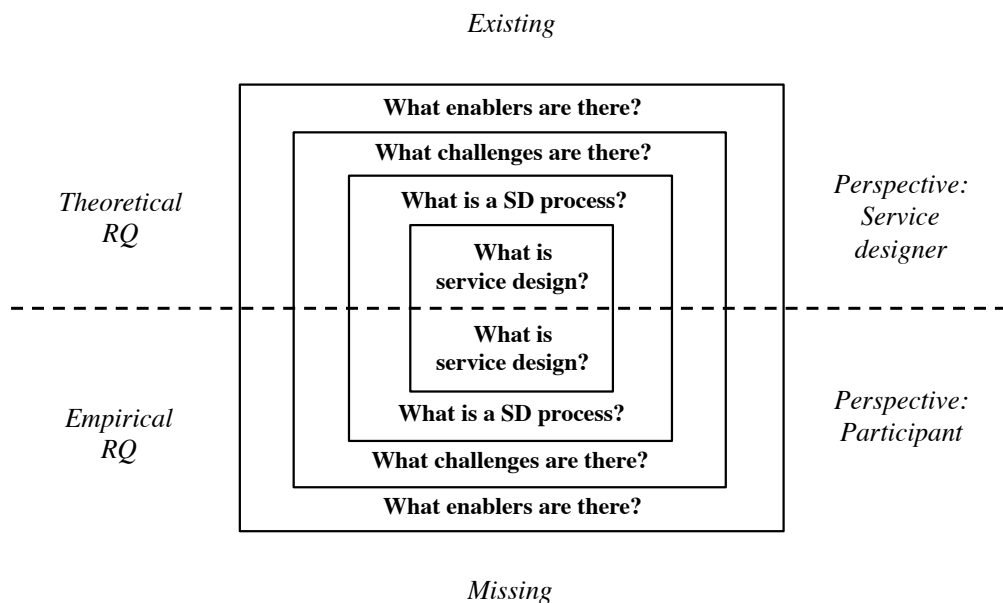 Existing
What enablers are there?
What challenges are there?
What is a SD process?
What is
service design?
Theoretical
RQ
Perspective:
Service
designer
What is
service design?
What is a SD process?
What challenges are there?
What enablers are there?
Empirical
RQ
Perspective:
Participant
Missing